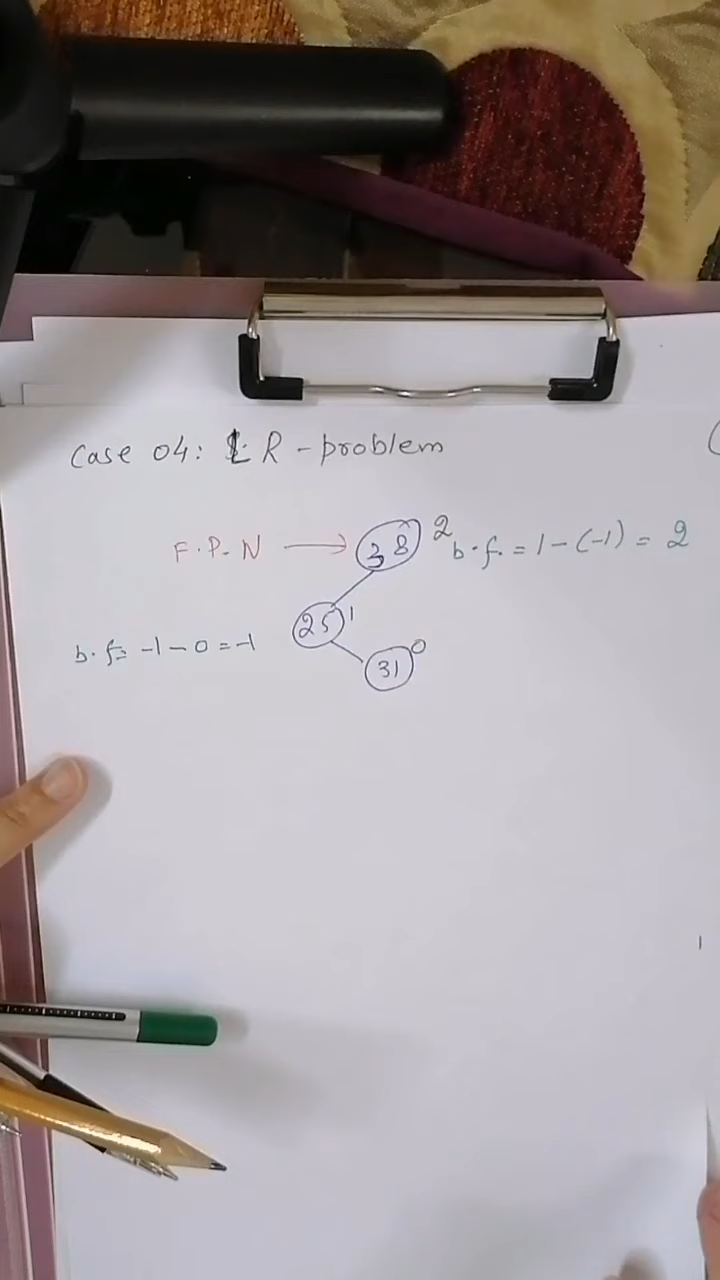 Case 04: LR - problem
F.P.N → 38 2 b.f. = 1 - (-1) = 2
25 1
b.f = -1 - 0 = -1
31 0